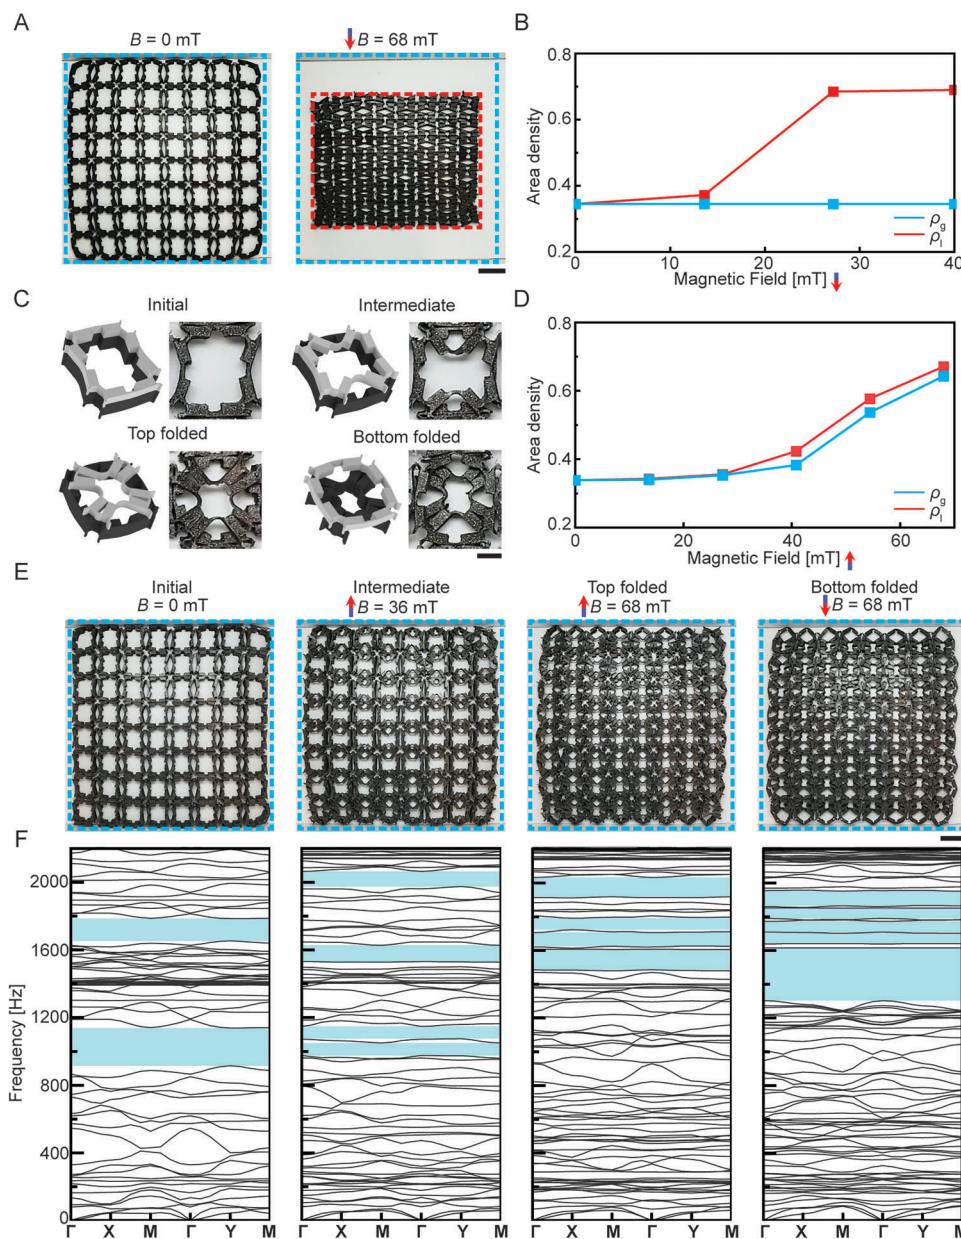 A
B = 0 mT
B = 68 mT
B
0.8
0.6
0.4
0.2
Area density
ρg
ρl
0
10
20
30
40
Magnetic Field [mT]
C
Initial
Intermediate
Top folded
Bottom folded
D
0.8
0.6
0.4
0.2
Area density
ρg
ρl
0
20
40
60
Magnetic Field [mT]
E
Initial
B = 0 mT
Intermediate
B = 36 mT
Top folded
B = 68 mT
Bottom folded
B = 68 mT
F
Frequency [Hz]
2000
1600
1200
800
400
0
Γ X M Γ Y M
Γ X M Γ Y M
Γ X M Γ Y M
Γ X M Γ Y M